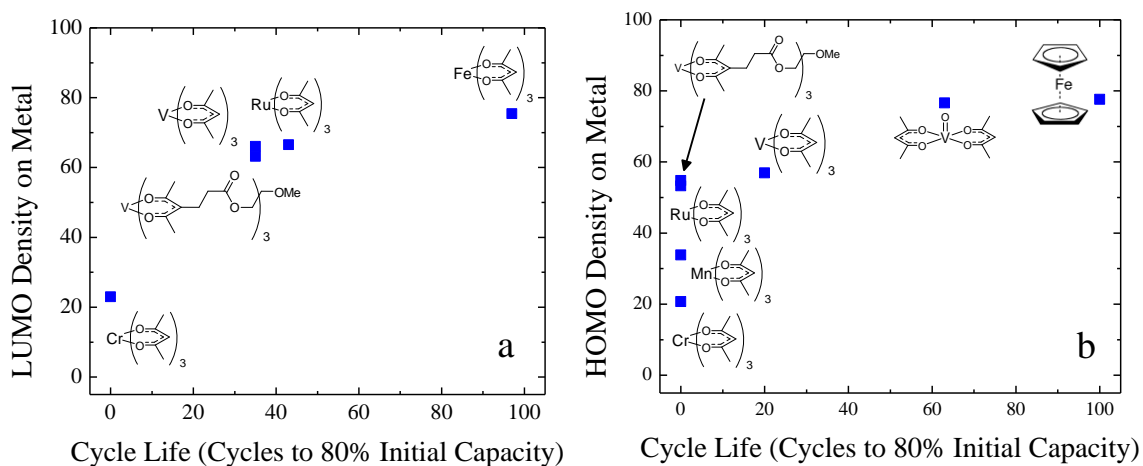 LUMO Density on Metal
100
80
60
40
20
0
0
20
40
60
80
100
Cycle Life (Cycles to 80% Initial Capacity)
a
Fe
O
O
3
V
O
O
3
Ru
O
O
3
V
O
O
O
O
OMe
3
Cr
O
O
3
HOMO Density on Metal
100
80
60
40
20
0
0
20
40
60
80
100
Cycle Life (Cycles to 80% Initial Capacity)
b
V
O
O
O
O
OMe
3
Fe
V
O
O
3
O
V
O
O
O
O
Ru
O
O
3
Mn
O
O
3
Cr
O
O
3